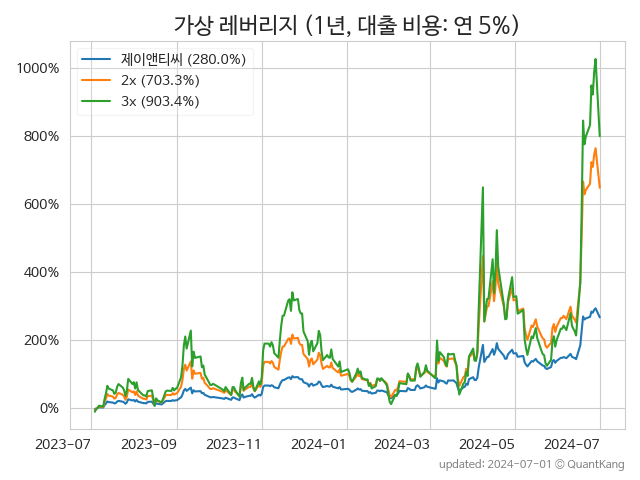 가상 레버리지 (1년, 대출 비용: 연 5%)
제이앤티씨 (280.0%)
2x (703.3%)
3x (903.4%)
1000%
800%
600%
400%
200%
0%
2023-07 2023-09 2023-11 2024-01 2024-03 2024-05 2024-07
updated: 2024-07-01 © QuantKang